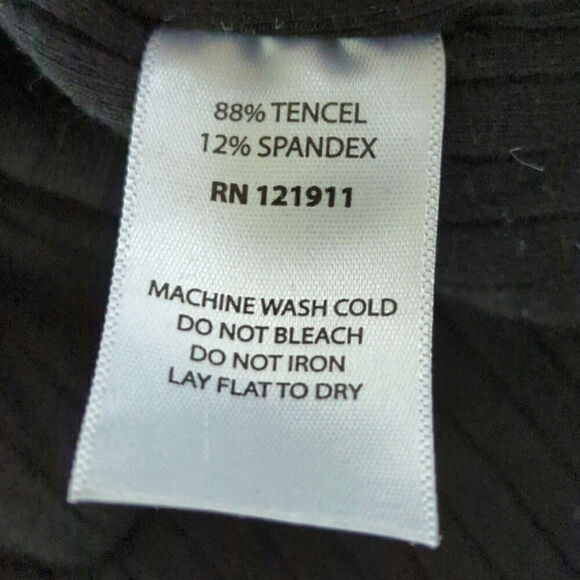 88% TENCEL
12% SPANDEX
RN 121911
MACHINE WASH COLD
DO NOT BLEACH
DO NOT IRON
LAY FLAT TO DRY